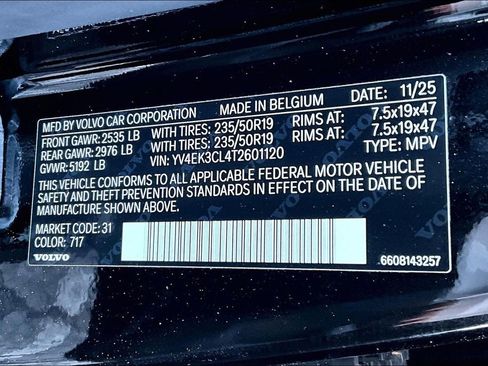 MFD BY VOLVO CAR CORPORATION MADE IN BELGIUM DATE: 11/25
FRONT GAWR: 2535 LB WITH TIRES: 235/50R19 RIMS AT: 7.5x19x47
REAR GAWR: 2976 LB WITH TIRES: 235/50R19 RIMS AT: 7.5x19x47
GVWR: 5192 LB VIN: YV4EK3CL4T2601120 TYPE: MPV
THIS VEHICLE CONFORMS TO ALL APPLICABLE FEDERAL MOTOR VEHICLE
SAFETY AND THEFT PREVENTION STANDARDS IN EFFECT ON THE DATE OF
MANUFACTURE SHOWN ABOVE.
MARKET CODE: 31
COLOR: 717
VOLVO 6608143257